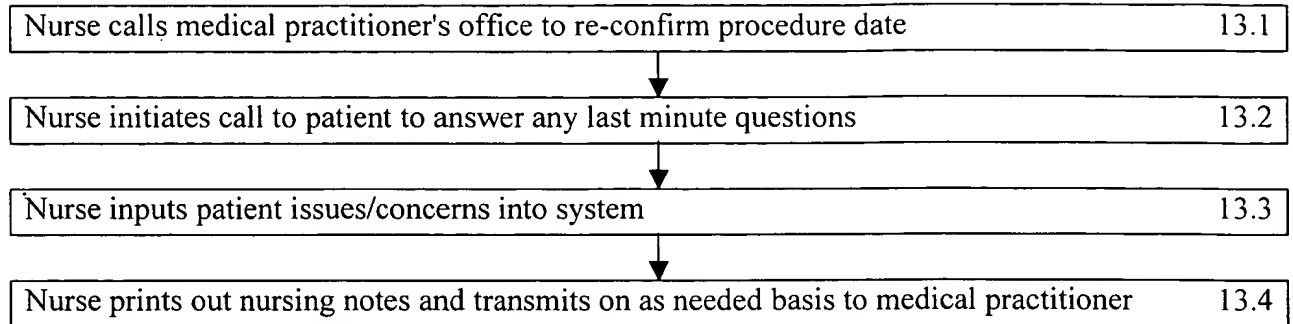 Nurse calls medical practitioner's office to re-confirm procedure date 13.1
Nurse initiates call to patient to answer any last minute questions 13.2
Nurse inputs patient issues/concerns into system 13.3
Nurse prints out nursing notes and transmits on as needed basis to medical practitioner 13.4